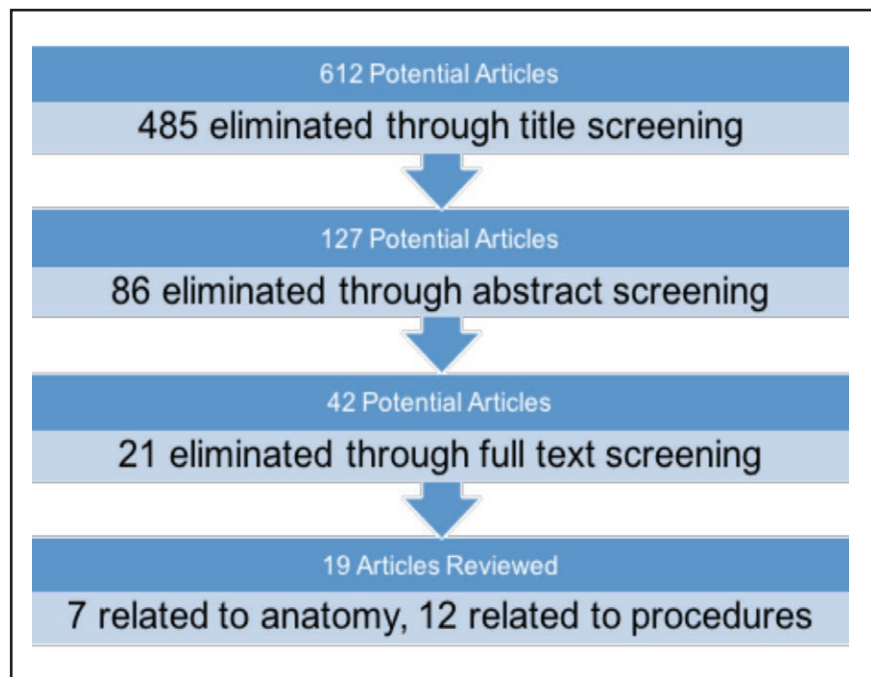 612 Potential Articles
485 eliminated through title screening
127 Potential Articles
86 eliminated through abstract screening
42 Potential Articles
21 eliminated through full text screening
19 Articles Reviewed
7 related to anatomy, 12 related to procedures